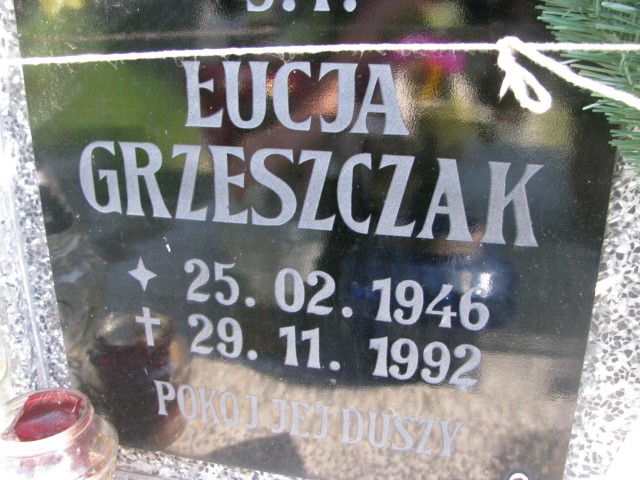 Ś.P.
ŁUCJA
GRZESZCZAK
25. 02. 1946
29. 11. 1992
POKÓJ JEJ DUSZY